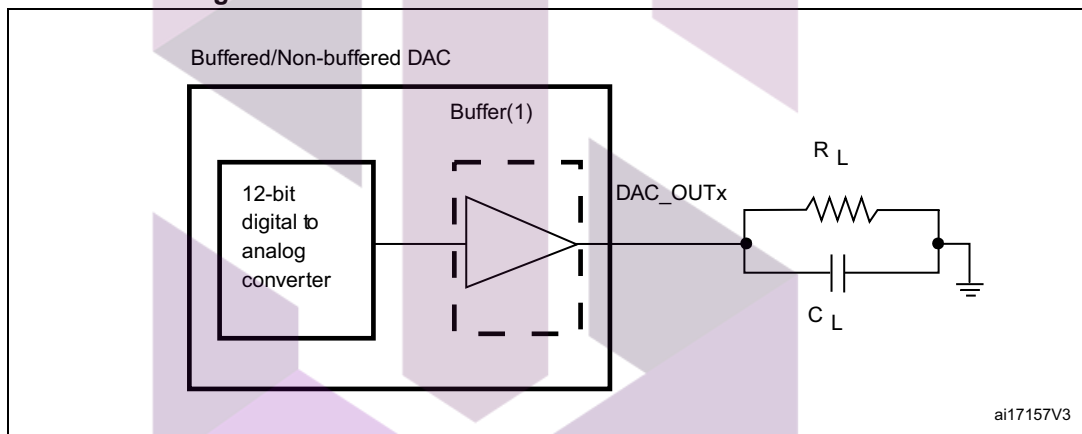 Buffered/Non-buffered DAC
Buffer(1)
12-bit
digital to
analog
converter
DAC_OUTx
R L
C L
ai17157V3